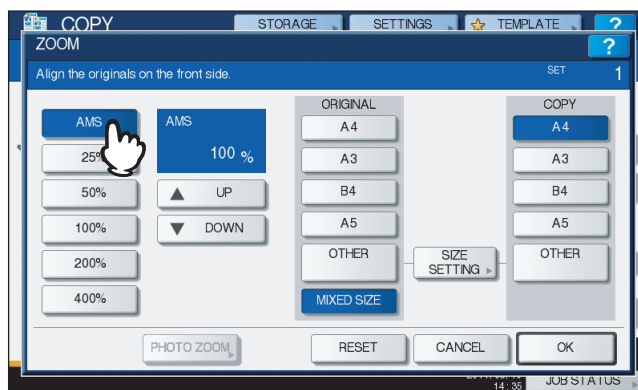 COPY
STORAGE
SETTINGS
TEMPLATE
?
ZOOM
?
Align the originals on the front side.
SET 1
ORIGINAL
COPY
AMS
AMS
100 %
A4
A4
25%
A3
A3
50%
UP
B4
B4
100%
DOWN
A5
A5
200%
OTHER
SIZE
SETTING
OTHER
400%
MIXED SIZE
PHOTO ZOOM
RESET
CANCEL
OK
14:35
JOB STATUS